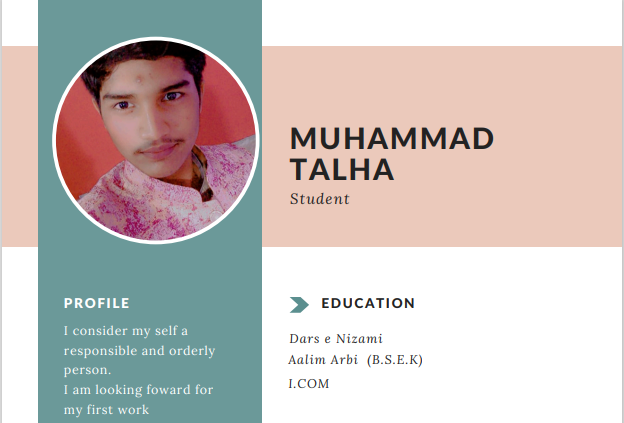 MUHAMMAD
TALHA
Student
PROFILE
I consider my self a
responsible and orderly
person.
I am looking foward for
my first work
EDUCATION
Dars e Nizami
Aalim Arbi (B.S.E.K)
I.COM